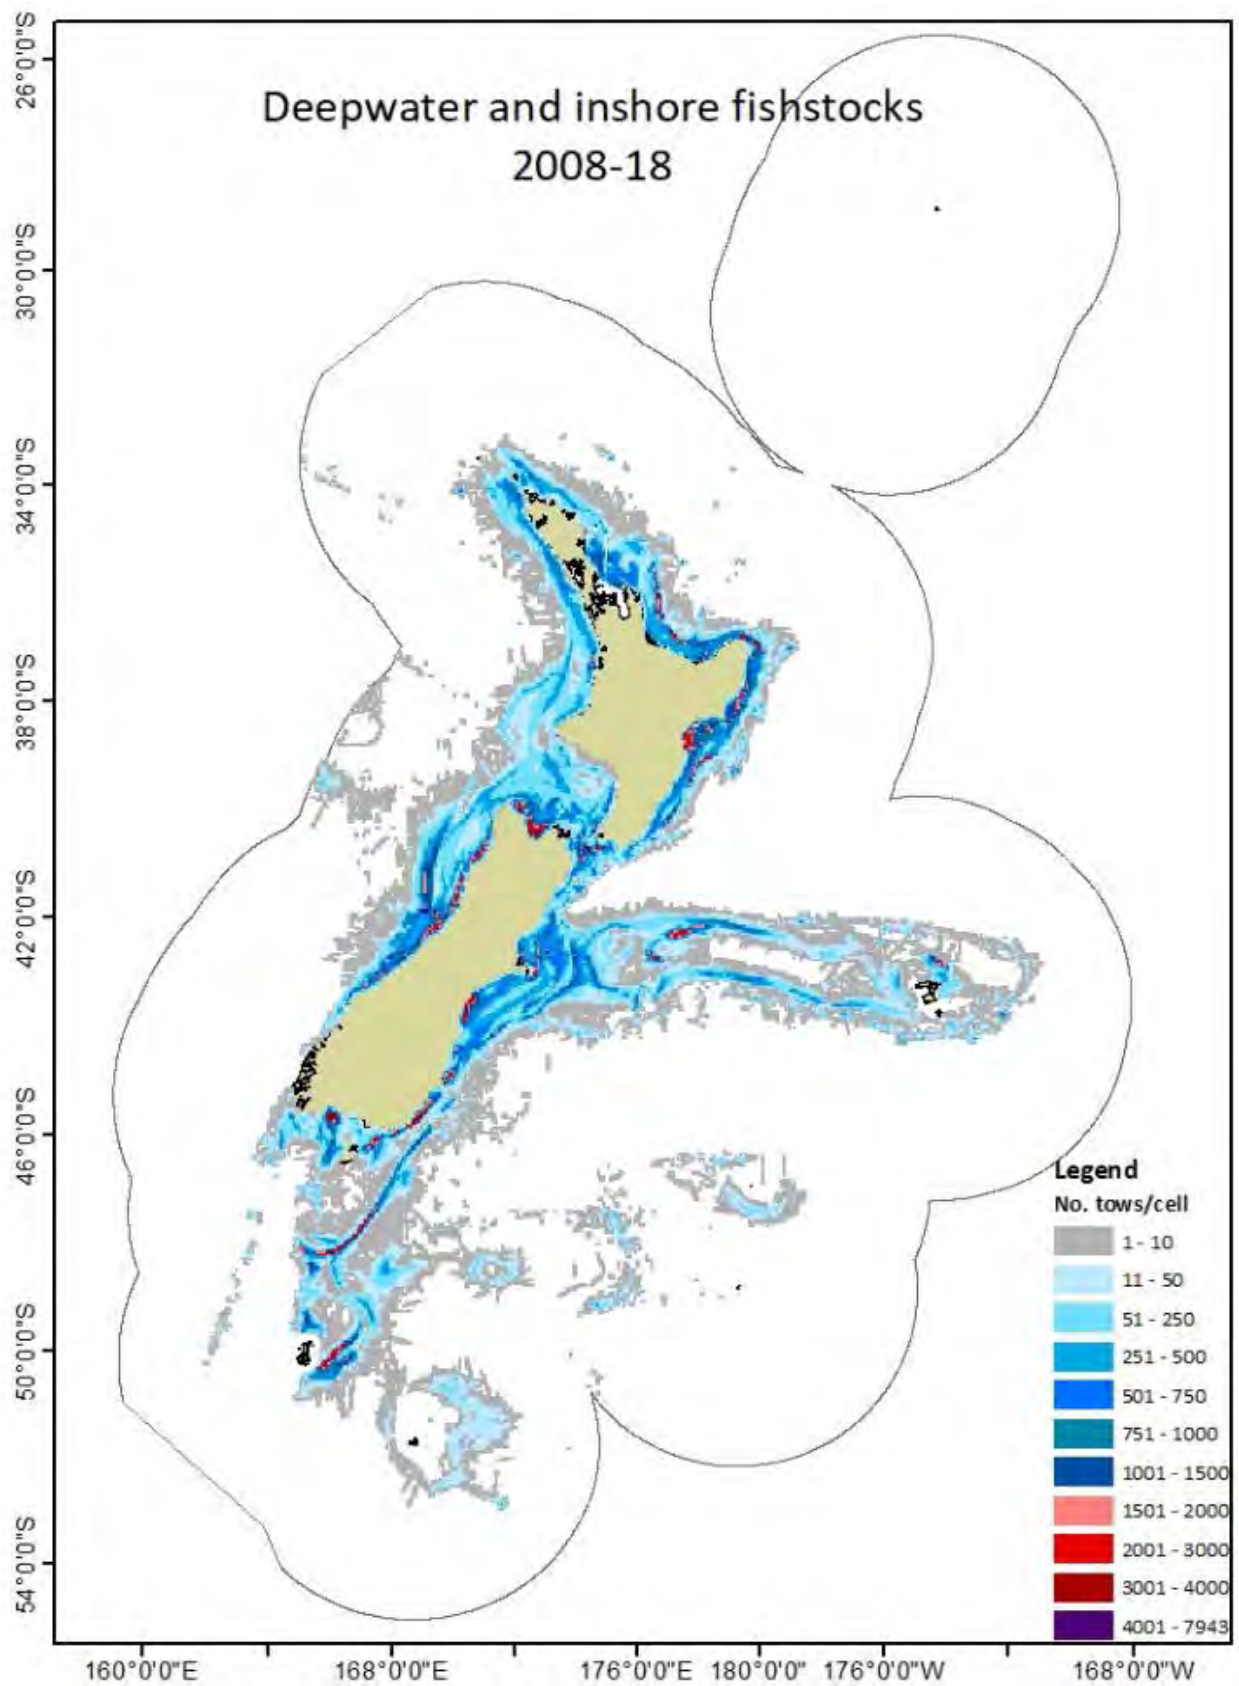 Deepwater and inshore fishstocks
2008-18
26°0'0"S
30°0'0"S
34°0'0"S
38°0'0"S
42°0'0"S
46°0'0"S
50°0'0"S
54°0'0"S
Legend
No. tows/cell
1 - 10
11 - 50
51 - 250
251 - 500
501 - 750
751 - 1000
1001 - 1500
1501 - 2000
2001 - 3000
3001 - 4000
4001 - 7943
160°0'0"E
168°0'0"E
176°0'0"E
180°0'0"
176°0'0"W
168°0'0"W